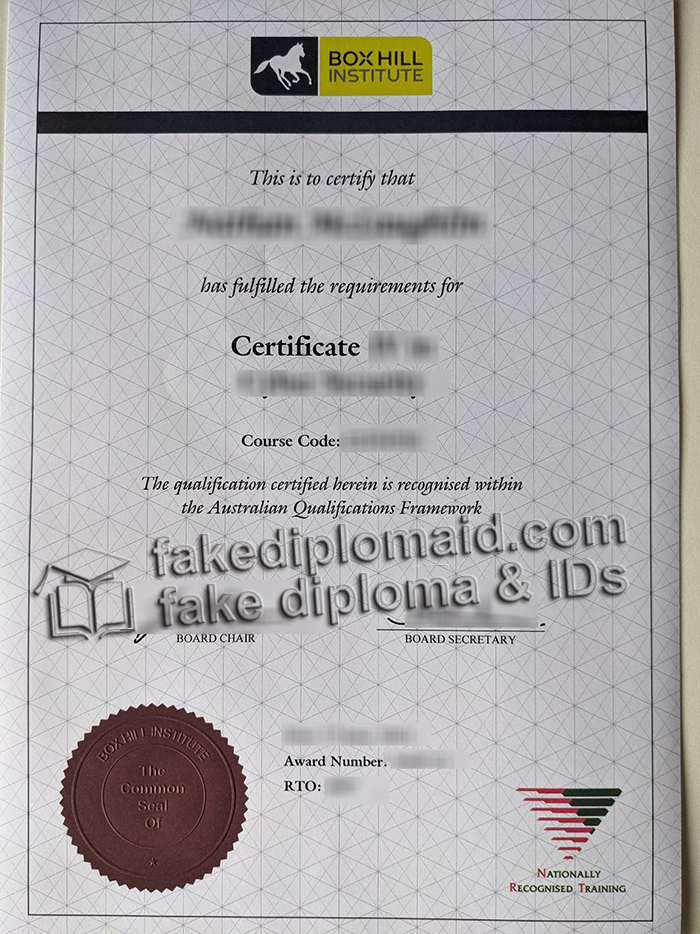 BOX HILL
INSTITUTE
This is to certify that
has fulfilled the requirements for
Certificate
Course Code:
The qualification certified herein is recognised within
the Australian Qualifications Framework
fakediplomaid.com
fake diploma & IDs
BOARD CHAIR
BOARD SECRETARY
BOX HILL INSTITUTE
The
Common
Seal
Of
Award Number.
RTO:
NATIONALLY
RECOGNISED TRAINING